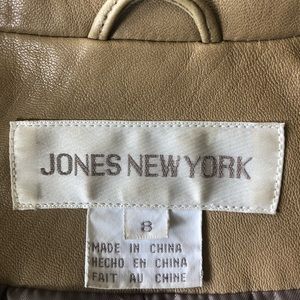 JONES NEW YORK
8
MADE IN CHINA
HECHO EN CHINA
FAIT AU CHINE